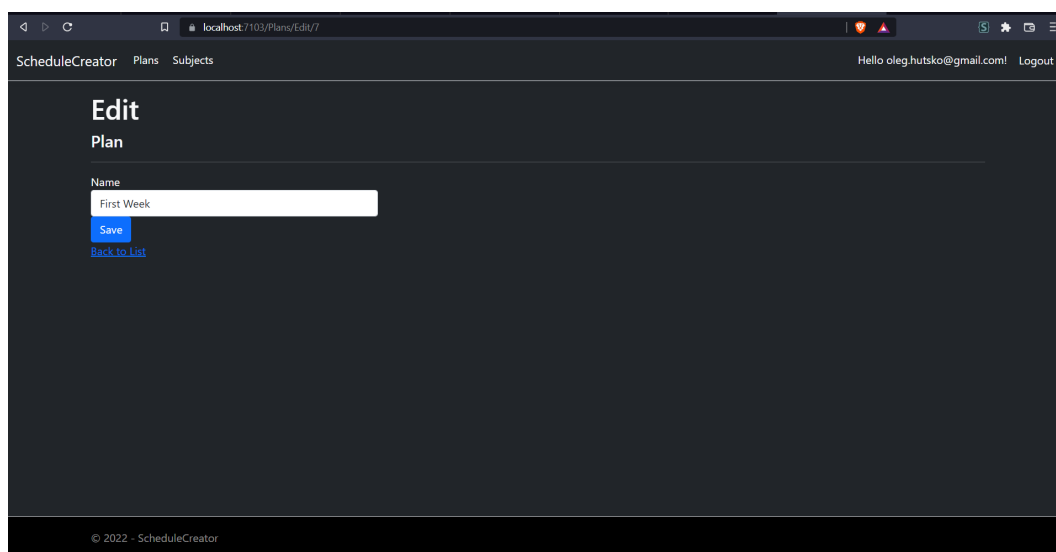 localhost:7103/Plans/Edit/7
ScheduleCreator Plans Subjects Hello oleg.hutsko@gmail.com! Logout
Edit
Plan
Name
First Week
Save
Back to List
© 2022 - ScheduleCreator